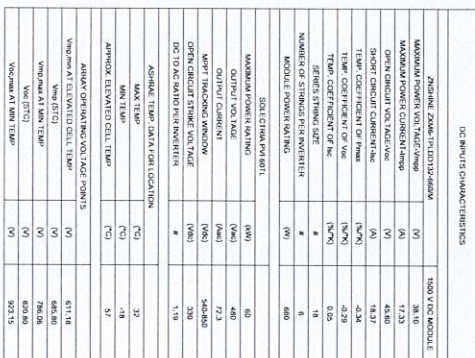 DC INPUTS CHARACTERISTICS
ZNSHINE ZXM6-TPLDD132-660/M 1500 V DC MODULE
MAXIMUM POWER VOLTAGE-Vmpp (V) 38.10
MAXIMUM POWER CURRENT-Impp (A) 17.33
OPEN CIRCUIT VOLTAGE-Voc (V) 45.60
SHORT CIRCUIT CURRENT-Isc (A) 18.37
TEMP. COEFFICIENT OF Pmax (%/°K) -0.34
TEMP. COEFFICIENT OF Voc (%/°K) -0.29
TEMP. COEFFICIENT OF Isc (%/°K) 0.05
SERIES STRING SIZE # 18
NUMBER OF STRINGS PER INVERTER # 6
MODULE POWER RATING (W) 660
SOLECTRIA PVI 60TL
MAXIMUM POWER RATING (kW) 60
OUTPUT VOLTAGE (Vac) 480
OUTPUT CURRENT (Aac) 72.3
MPPT TRACKING WINDOW (Vdc) 540-850
OPEN CIRCUIT STRIKE VOLTAGE (Vdc) 330
DC TO AC RATIO PER INVERTER # 1.19
ASHRAE TEMP. DATA FOR LOCATION
MAX TEMP (°C) 32
MIN TEMP (°C) -18
APPROX. ELEVATED CELL TEMP (°C) 57
ARRAY OPERATING VOLTAGE POINTS
Vmp,min AT ELEVATED CELL TEMP (V) 611.18
Vmp (STC) (V) 685.80
Vmp,max AT MIN TEMP (V) 786.06
Voc (STC) (V) 820.80
Voc,max AT MIN TEMP (V) 923.15